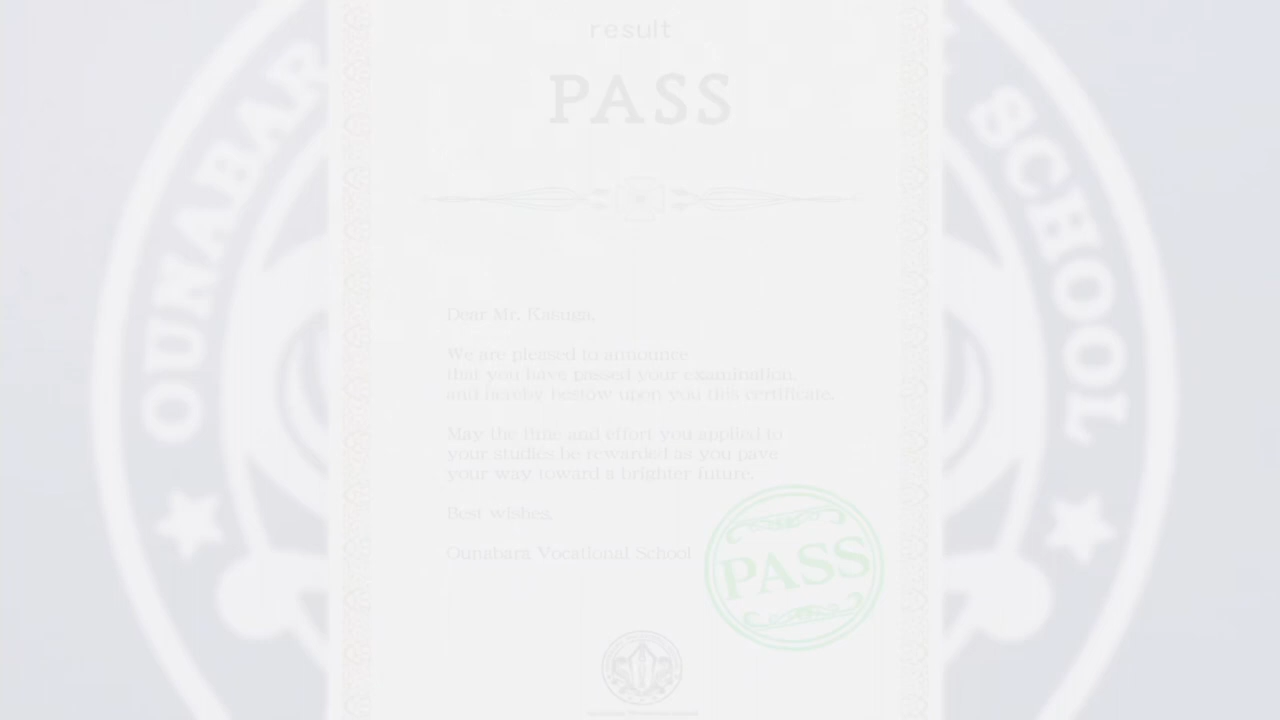 result
PASS
OUNABAR
SCHOOL
Dear Mr. Kasuga,
We are pleased to announce
that you have passed your examination,
and hereby bestow upon you this certificate.
May the time and effort you applied to
your studies be rewarded as you pave
your way toward a brighter future.
Best wishes,
Ounabara Vocational School
PASS